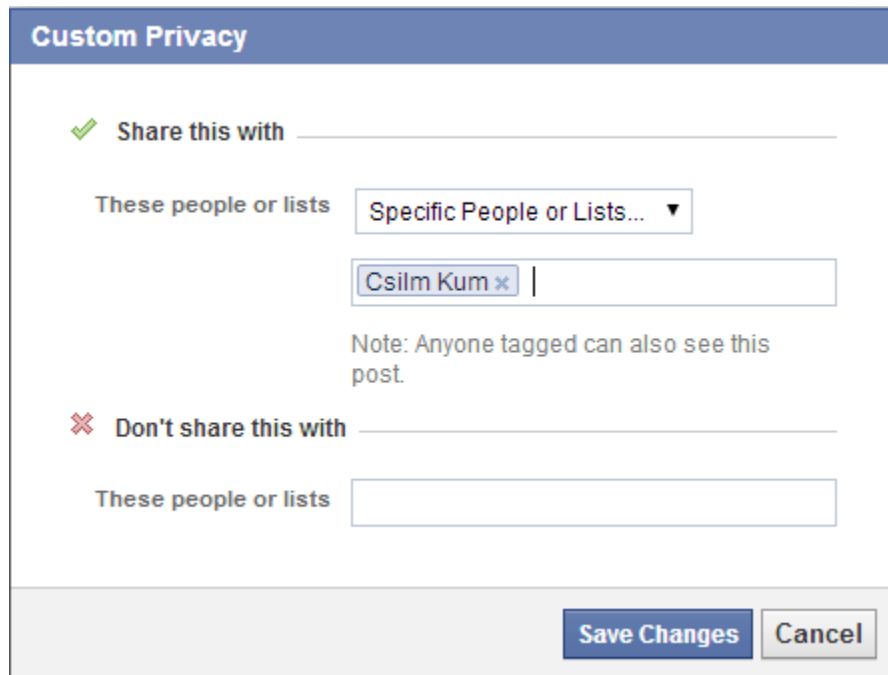 Custom Privacy
Share this with
These people or lists Specific People or Lists...
Csilm Kum
Note: Anyone tagged can also see this
post.
Don't share this with
These people or lists
Save Changes Cancel